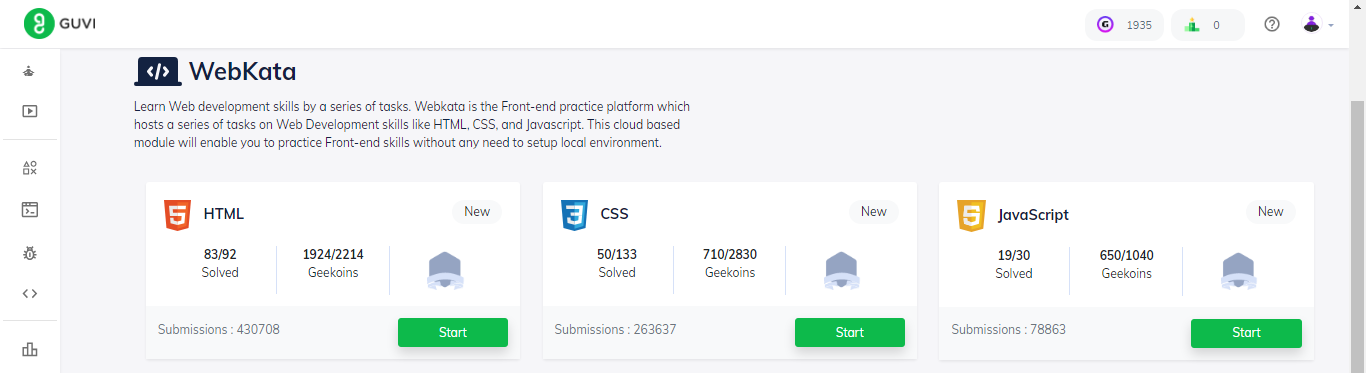 GUVI
1935
0
WebKata
Learn Web development skills by a series of tasks. Webkata is the Front-end practice platform which
hosts a series of tasks on Web Development skills like HTML, CSS, and Javascript. This cloud based
module will enable you to practice Front-end skills without any need to setup local environment.
HTML
New
83/92
Solved
1924/2214
Geekoins
Submissions : 430708
Start
CSS
New
50/133
Solved
710/2830
Geekoins
Submissions : 263637
Start
JavaScript
New
19/30
Solved
650/1040
Geekoins
Submissions : 78863
Start